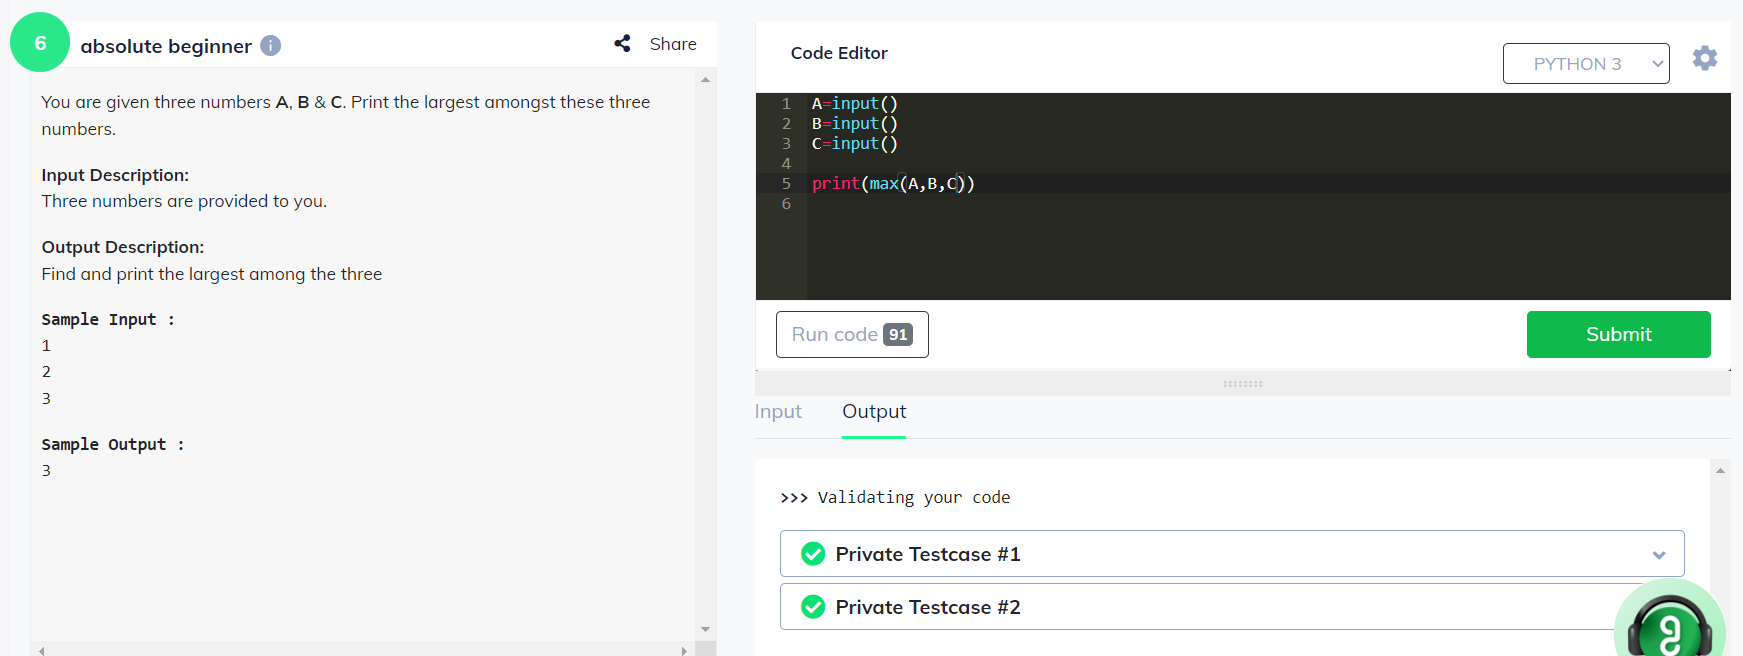 6
absolute beginner i
Share
You are given three numbers A, B & C. Print the largest amongst these three
numbers.
Input Description:
Three numbers are provided to you.
Output Description:
Find and print the largest among the three
Sample Input :
1
2
3
Sample Output :
3
Code Editor
PYTHON 3
1 A=input()
2 B=input()
3 C=input()
4
5 print(max(A,B,C))
6
Run code 91
Submit
Input Output
>>> Validating your code
Private Testcase #1
Private Testcase #2